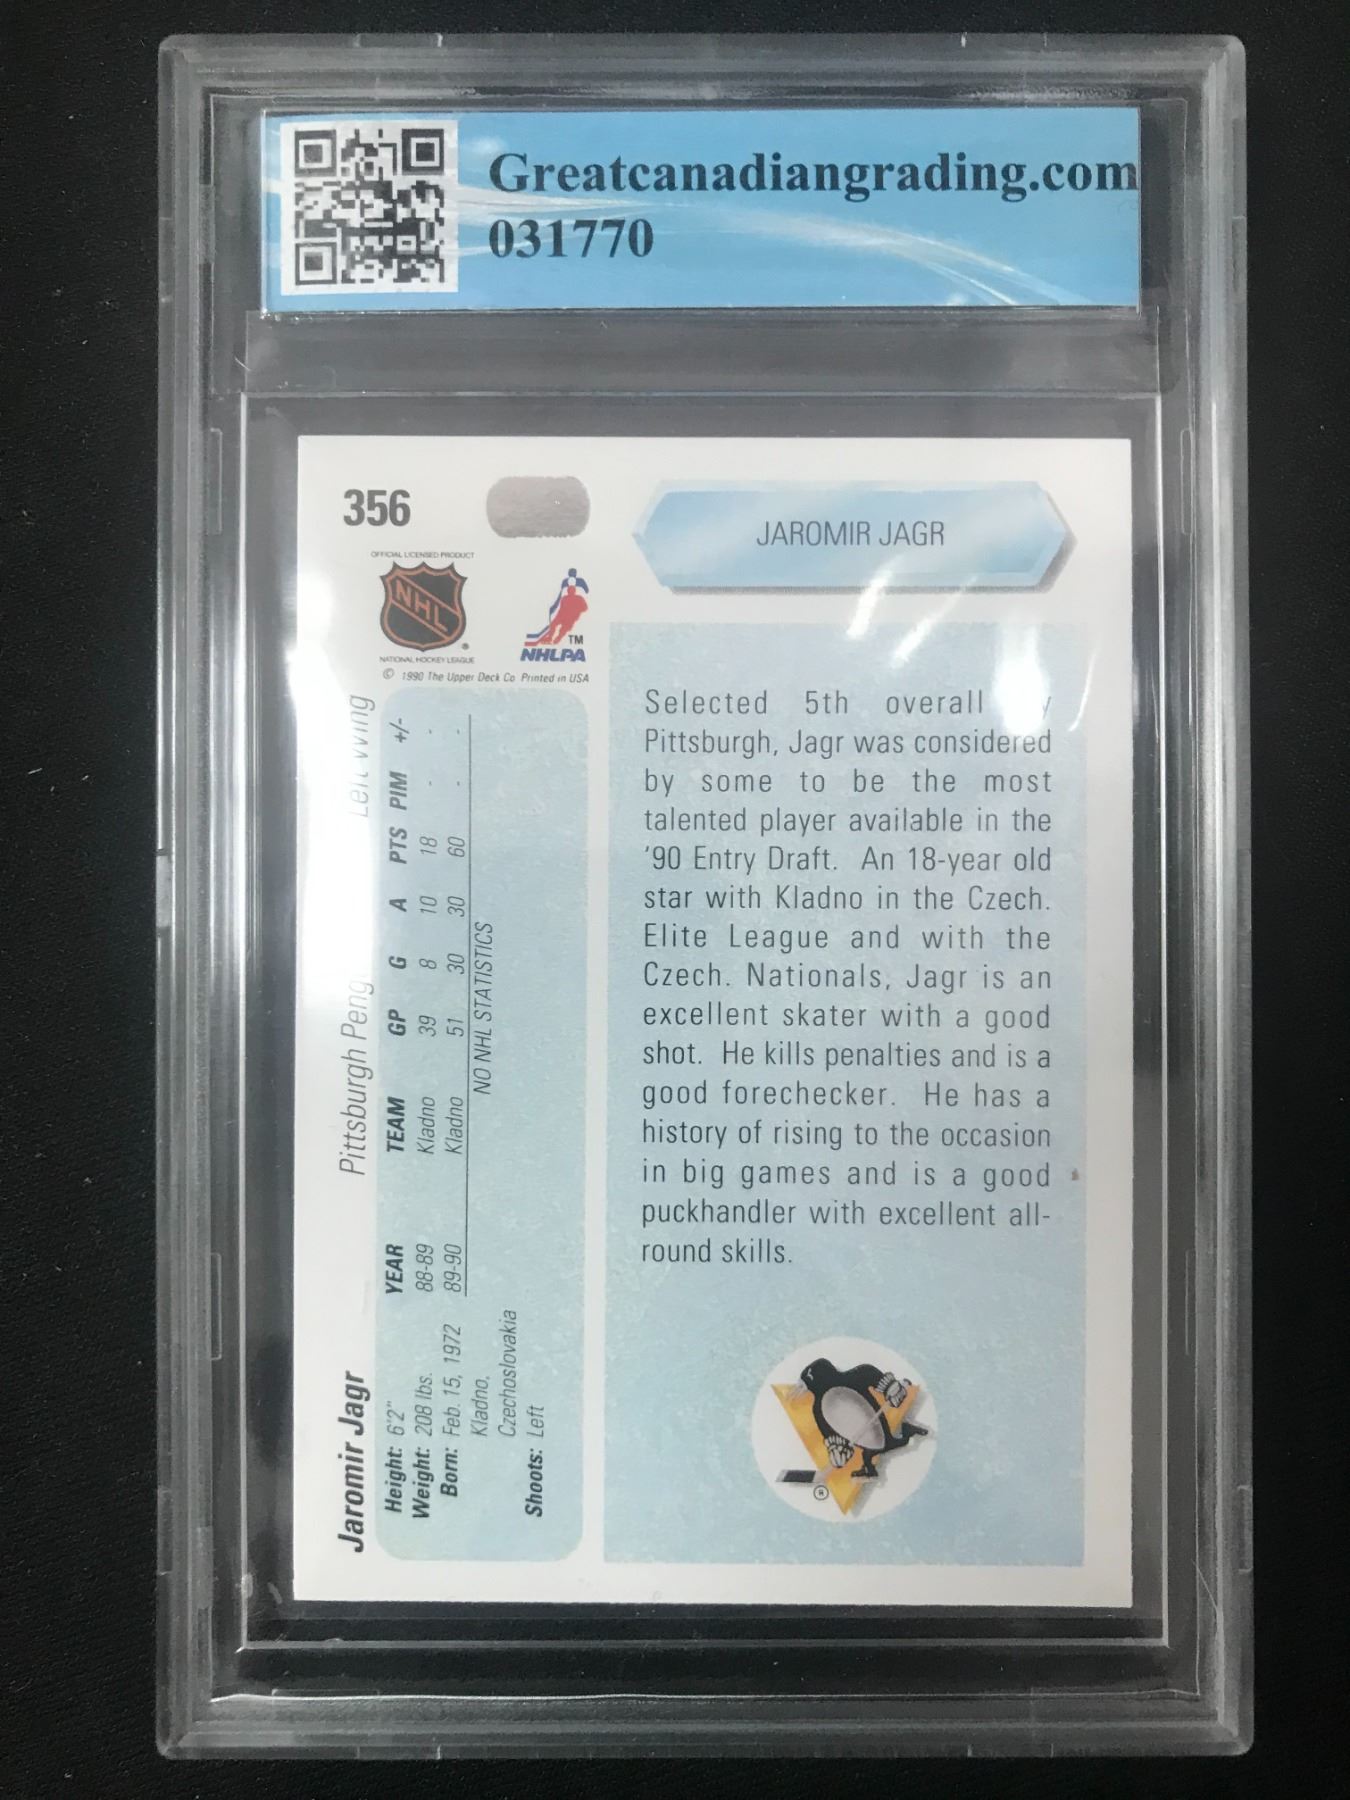 Greatcanadiangrading.com
031770
356
JAROMIR JAGR
OFFICIAL LICENSED PRODUCT
NHL
NATIONAL HOCKEY LEAGUE
TM
NHLPA
© 1990 The Upper Deck Co. Printed in USA
Selected 5th overall
Pittsburgh, Jagr was considered
by some to be the most
talented player available in the
'90 Entry Draft. An 18-year old
star with Kladno in the Czech.
Elite League and with the
Czech. Nationals, Jagr is an
excellent skater with a good
shot. He kills penalties and is a
good forechecker. He has a
history of rising to the occasion
in big games and is a good
puckhandler with excellent all-
round skills.
®
Jaromir Jagr Pittsburgh Left Wing
Height: 6'2"
Weight: 208 lbs.
Born: Feb. 15, 1972
Kladno,
Czechoslovakia
Shoots: Left
YEAR TEAM GP G A PTS PIM +/-
88-89 Kladno 39 8 10 18 - -
89-90 Kladno 51 30 30 60 - -
NO NHL STATISTICS